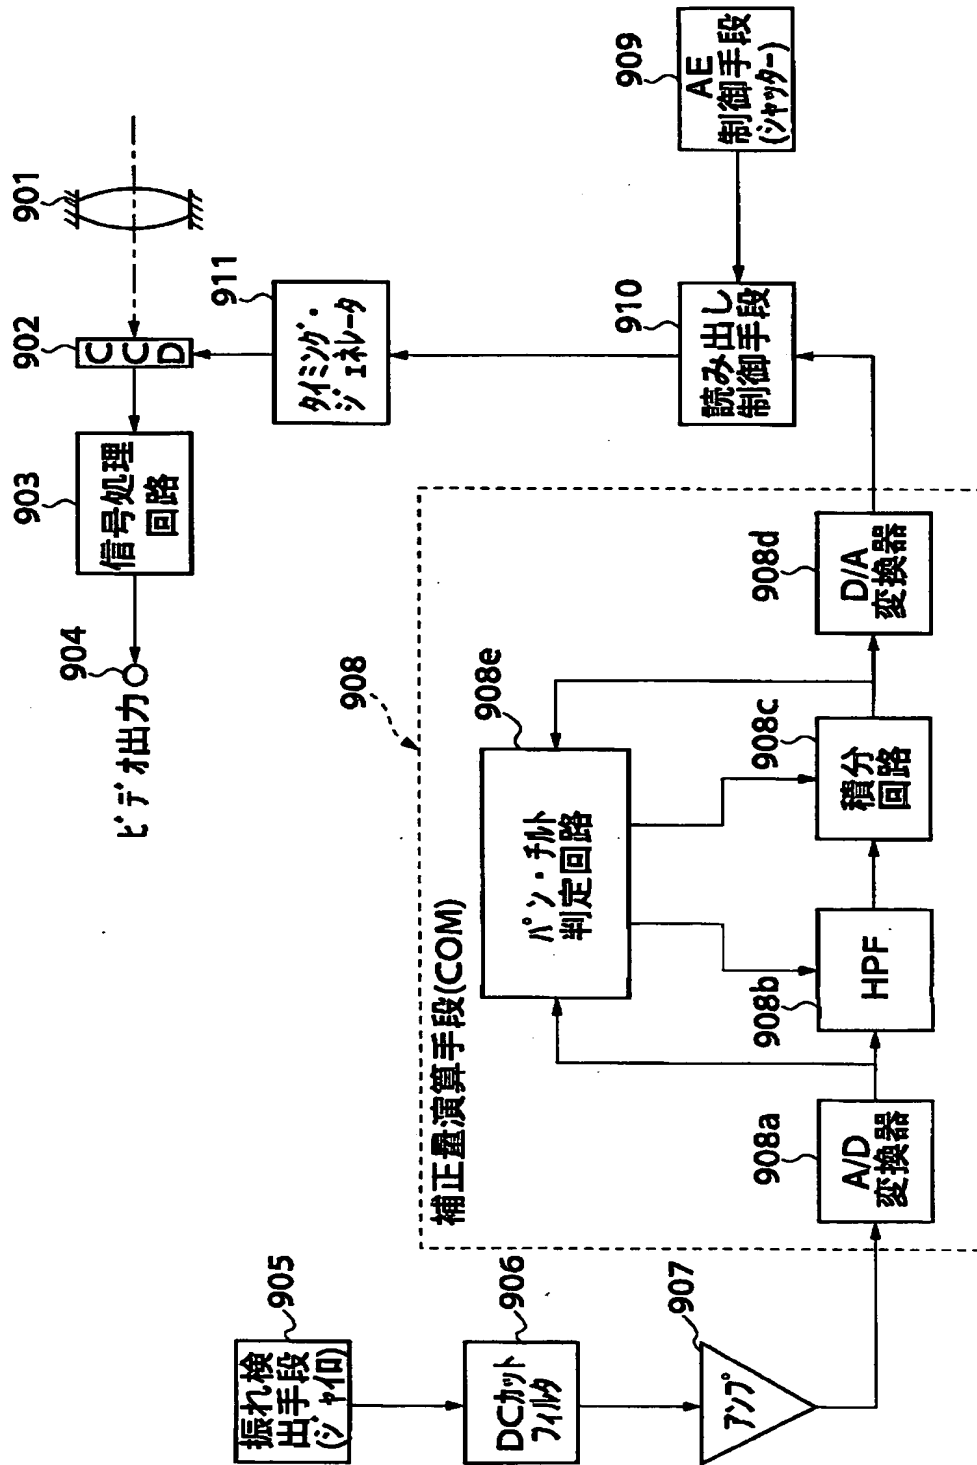 901
902
CCD
903
信号処理
回路
904
ビデオ出力
911
タイミング・
ジェネレータ
909
AE
制御手段
(シャッター)
910
読み出し
制御手段
908
補正量演算手段(COM)
908e
パン・チルト
判定回路
908a
A/D
変換器
908b
HPF
908c
積分
回路
908d
D/A
変換器
905
振れ検
出手段
(ジャイロ)
906
DCカット
フィルタ
907
アンプ